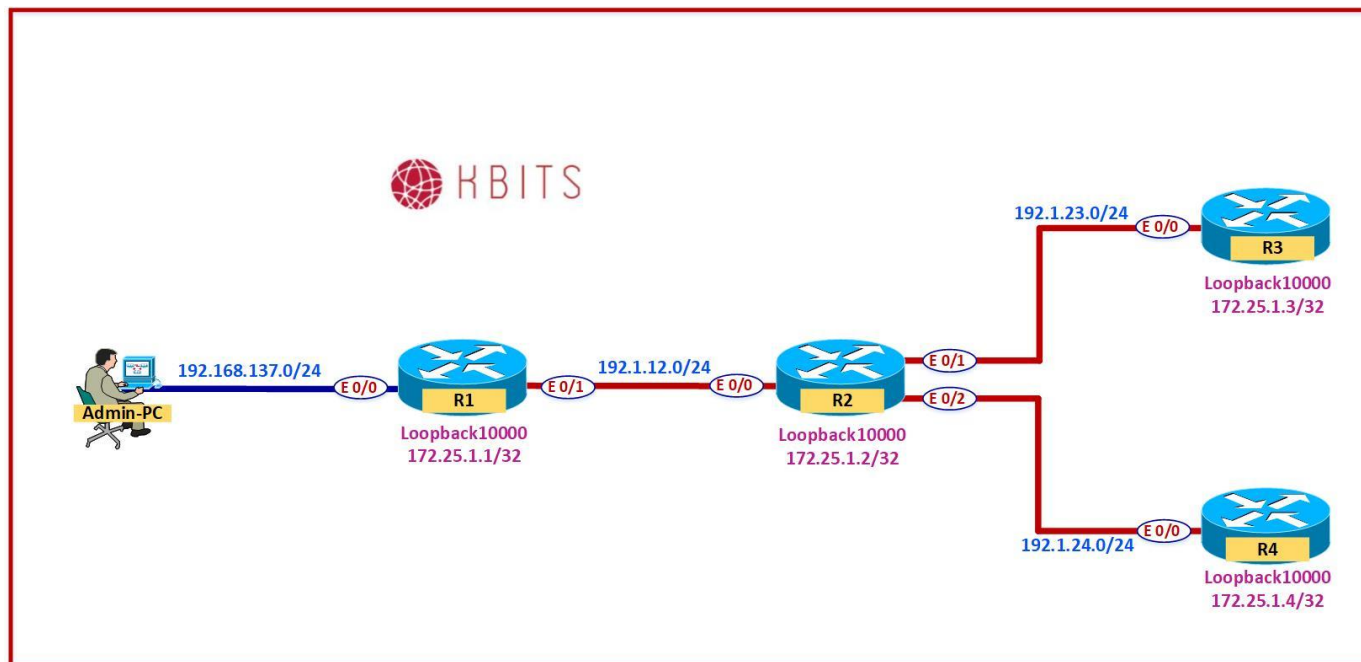 KBITS
192.1.23.0/24
E 0/0
R3
Loopback10000
172.25.1.3/32
192.168.137.0/24
E 0/0
Admin-PC
R1
E 0/1
192.1.12.0/24
E 0/0
R2
E 0/1
E 0/2
Loopback10000
172.25.1.1/32
Loopback10000
172.25.1.2/32
192.1.24.0/24
E 0/0
R4
Loopback10000
172.25.1.4/32